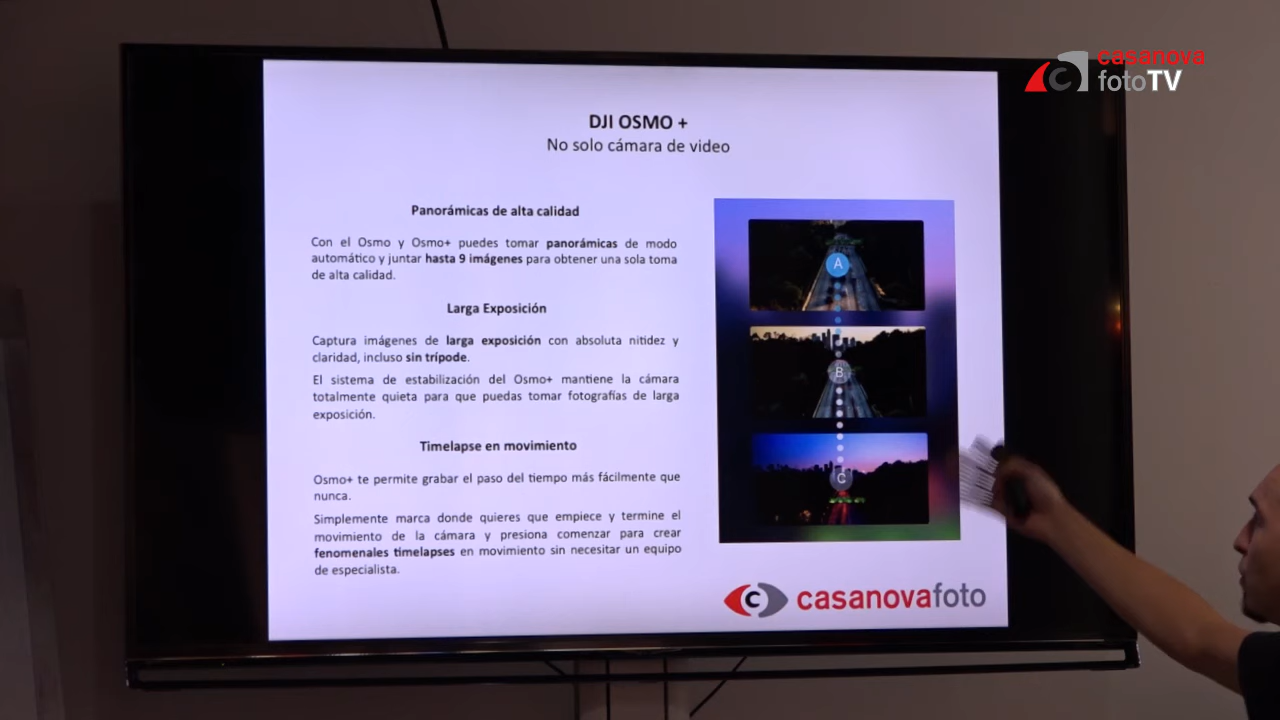 casanova
fotoTV
DJI OSMO +
No solo cámara de video
Panorámicas de alta calidad
Con el Osmo y Osmo+ puedes tomar panorámicas de modo
automático y juntar hasta 9 imágenes para obtener una sola toma
de alta calidad.
Larga Exposición
Captura imágenes de larga exposición con absoluta nitidez y
claridad, incluso sin trípode.
El sistema de estabilización del Osmo+ mantiene la cámara
totalmente quieta para que puedas tomar fotografías de larga
exposición.
Timelapse en movimiento
Osmo+ te permite grabar el paso del tiempo más fácilmente que
nunca.
Simplemente marca donde quieres que empiece y termine el
movimiento de la cámara y presiona comenzar para crear
fenomenales timelapses en movimiento sin necesitar un equipo
de especialista.
A
B
C
casanovafoto